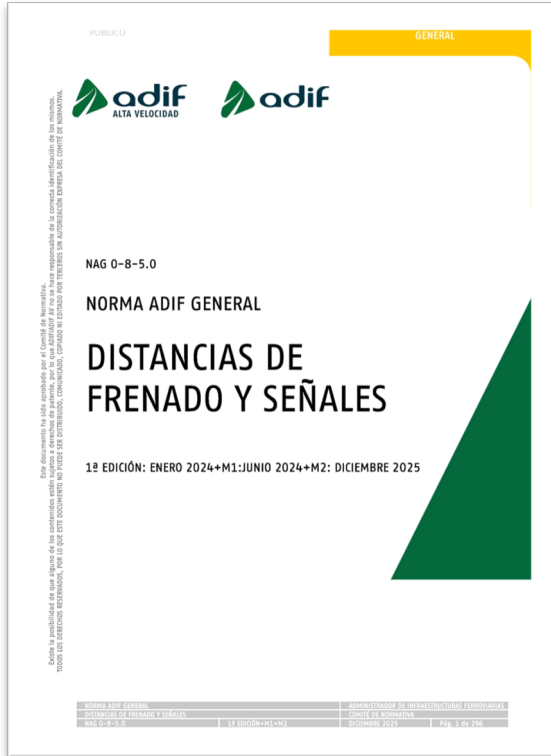 PÚBLICO
GENERAL
adif
ALTA VELOCIDAD
adif
NAG 0-8-5.0
NORMA ADIF GENERAL
DISTANCIAS DE
FRENADO Y SEÑALES
1ª EDICIÓN: ENERO 2024+M1:JUNIO 2024+M2: DICIEMBRE 2025
Este documento ha sido aprobado por el Comité de Normativa.
Existe la posibilidad de que alguno de los contenidos estén sujetos a derechos de patente, por lo que ADIF/ADIF AV no se hace responsable de la correcta identificación de los mismos.
TODOS LOS DERECHOS RESERVADOS, POR LO QUE ESTE DOCUMENTO NO PUEDE SER DISTRIBUIDO, COMUNICADO, COPIADO NI EDITADO POR TERCEROS SIN AUTORIZACIÓN EXPRESA DEL COMITÉ DE NORMATIVA.
NORMA ADIF GENERAL ADMINISTRADOR DE INFRAESTRUCTURAS FERROVIARIAS
DISTANCIAS DE FRENADO Y SEÑALES COMITÉ DE NORMATIVA
NAG 0-8-5.0 1ª EDICIÓN+M1+M2 DICIEMBRE 2025 Pág. 1 de 296